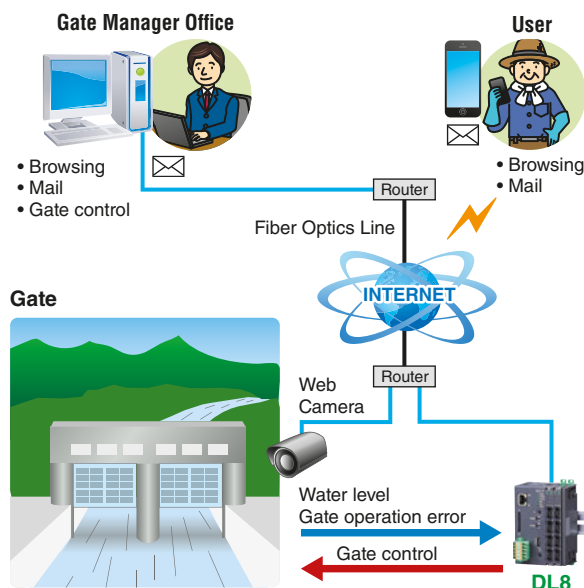 Gate Manager Office
User
• Browsing
• Mail
• Gate control
• Browsing
• Mail
Router
Fiber Optics Line
INTERNET
Gate
Router
Web
Camera
Water level
Gate operation error
Gate control
DL8